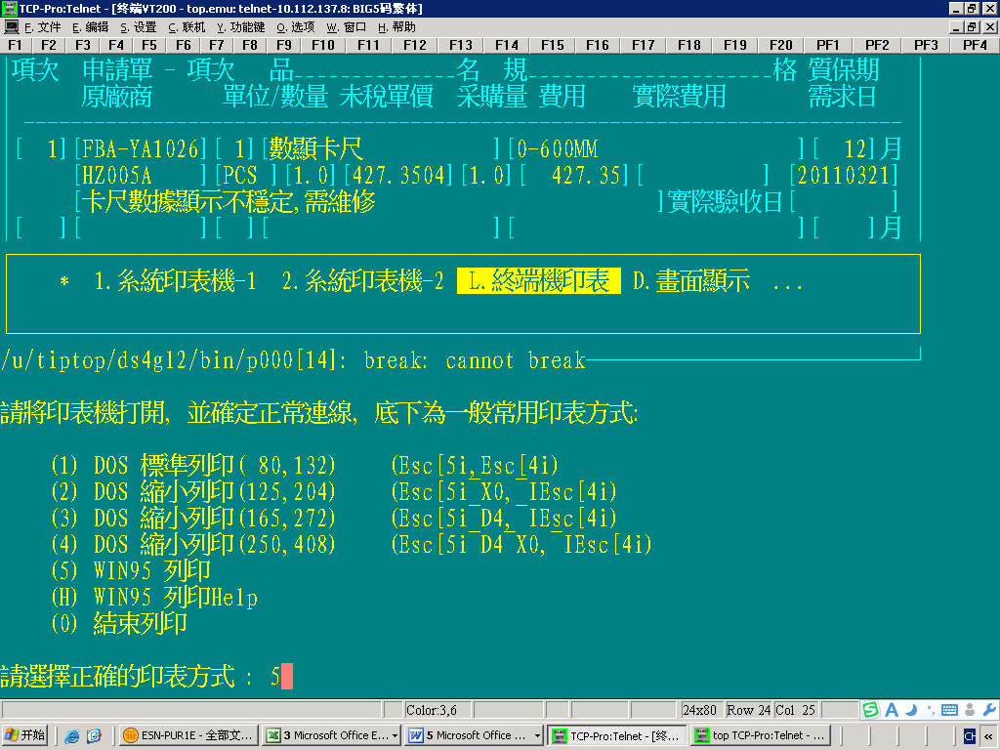 TCP-Pro:Telnet - [终端VT200 - top.emu: telnet-10.112.137.8: BIG5码繁体]
F. 文件 E. 编辑 S. 设置 C. 联机 Y. 功能键 O. 选项 W. 窗口 H. 帮助
F1 F2 F3 F4 F5 F6 F7 F8 F9 F10 F11 F12 F13 F14 F15 F16 F17 F18 F19 F20 PF1 PF2 PF3 PF4
項次 申請單 - 項次 品______________名 規_____________________格 質保期
原廠商 單位/數量 未稅單價 采購量 費用 實際費用 需求日
---------------------------------------------------------------------------
[ 1][FBA-YA1026][ 1][數顯卡尺 ][0-600MM ][ 12]月
[HZ005A ][PCS ][1.0][427.3504][1.0][ 427.35][ ] [20110321]
[卡尺數據顯示不穩定,需維修 ]實際驗收日[ ]
[ ][ ][ ][ ][ ][ ]月
* 1.系統印表機-1 2.系統印表機-2 L.終端機印表 D.畫面顯示 ...
/u/tiptop/ds4g12/bin/p000[14]: break: cannot break
請將印表機打開, 並確定正常連線, 底下為一般常用印表方式:
(1) DOS 標準列印( 80,132) (Esc[5i,Esc[4i)
(2) DOS 縮小列印(125,204) (Esc[5i_X0,_IEsc[4i)
(3) DOS 縮小列印(165,272) (Esc[5i_D4,_IEsc[4i)
(4) DOS 縮小列印(250,408) (Esc[5i_D4_X0,_IEsc[4i)
(5) WIN95 列印
(H) WIN95 列印Help
(0) 結束列印
請選擇正確的印表方式 : 5
Color:3,6 24x80 Row 24 Col 25
开始 ESN-PUR1E - 全部文... 3 Microsoft Office E... 5 Microsoft Office ... TCP-Pro:Telnet - [终... top TCP-Pro:Telnet - ... CH «